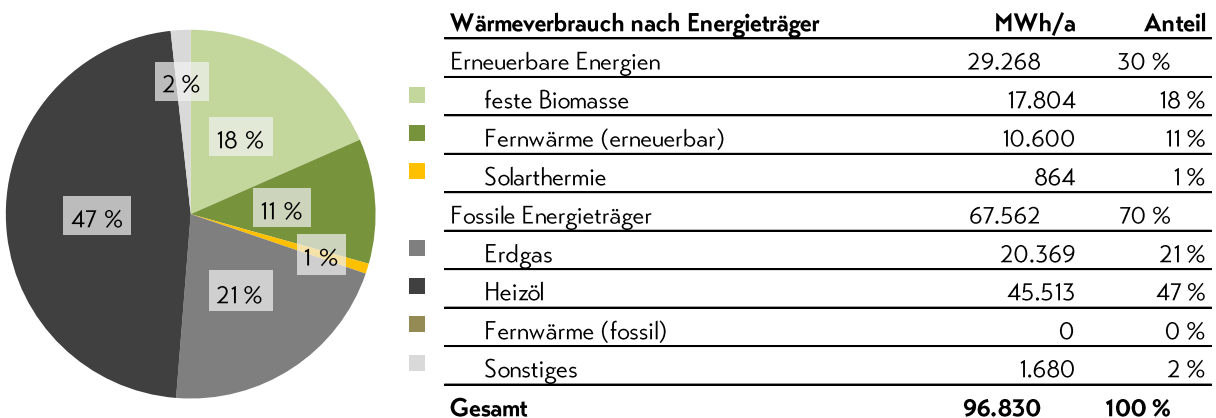 2 %
18 %
11 %
47 %
1 %
21 %
Wärmeverbrauch nach Energieträger MWh/a Anteil
Erneuerbare Energien 29.268 30 %
feste Biomasse 17.804 18 %
Fernwärme (erneuerbar) 10.600 11 %
Solarthermie 864 1 %
Fossile Energieträger 67.562 70 %
Erdgas 20.369 21 %
Heizöl 45.513 47 %
Fernwärme (fossil) 0 0 %
Sonstiges 1.680 2 %
Gesamt 96.830 100 %